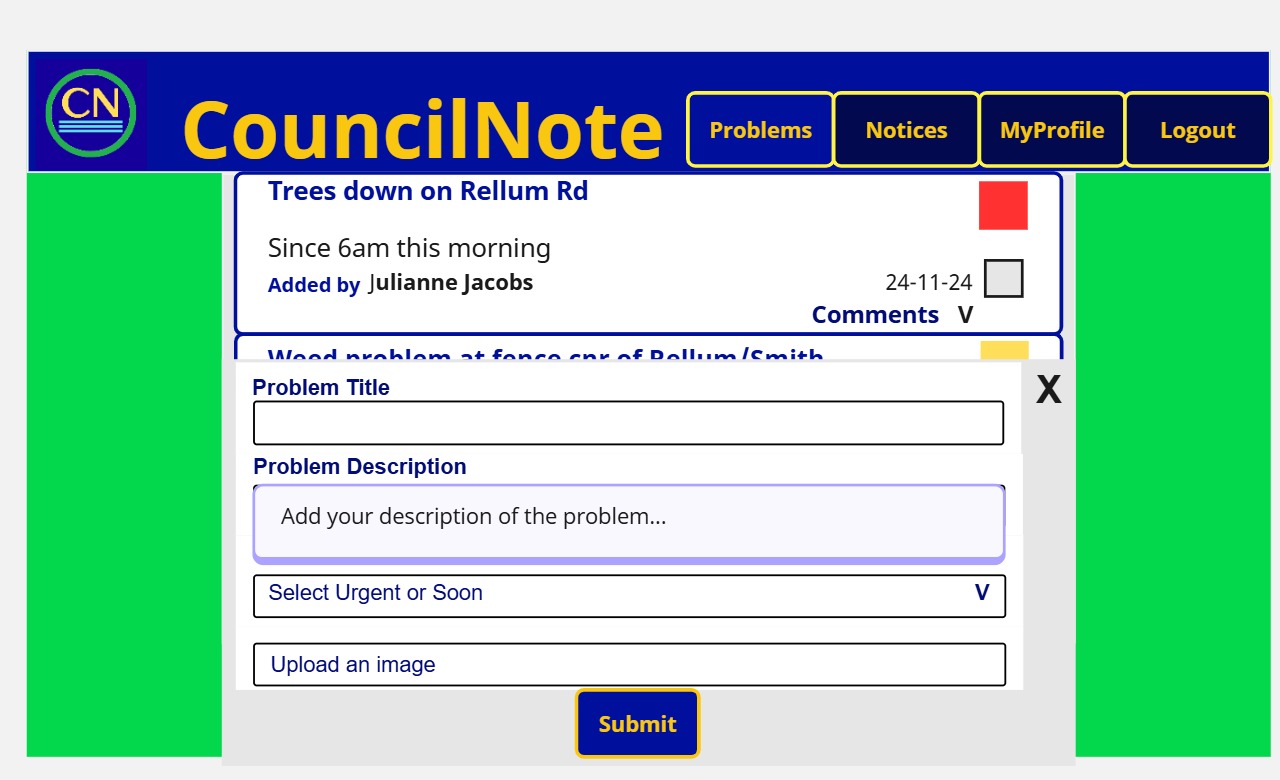 CN
CouncilNote
Problems Notices MyProfile Logout
Trees down on Rellum Rd
Since 6am this morning
Added by Julianne Jacobs
24-11-24
Comments V
Weed problem at fence cnr of Rellum/Smith
X
Problem Title
Problem Description
Add your description of the problem...
Select Urgent or Soon V
Upload an image
Submit